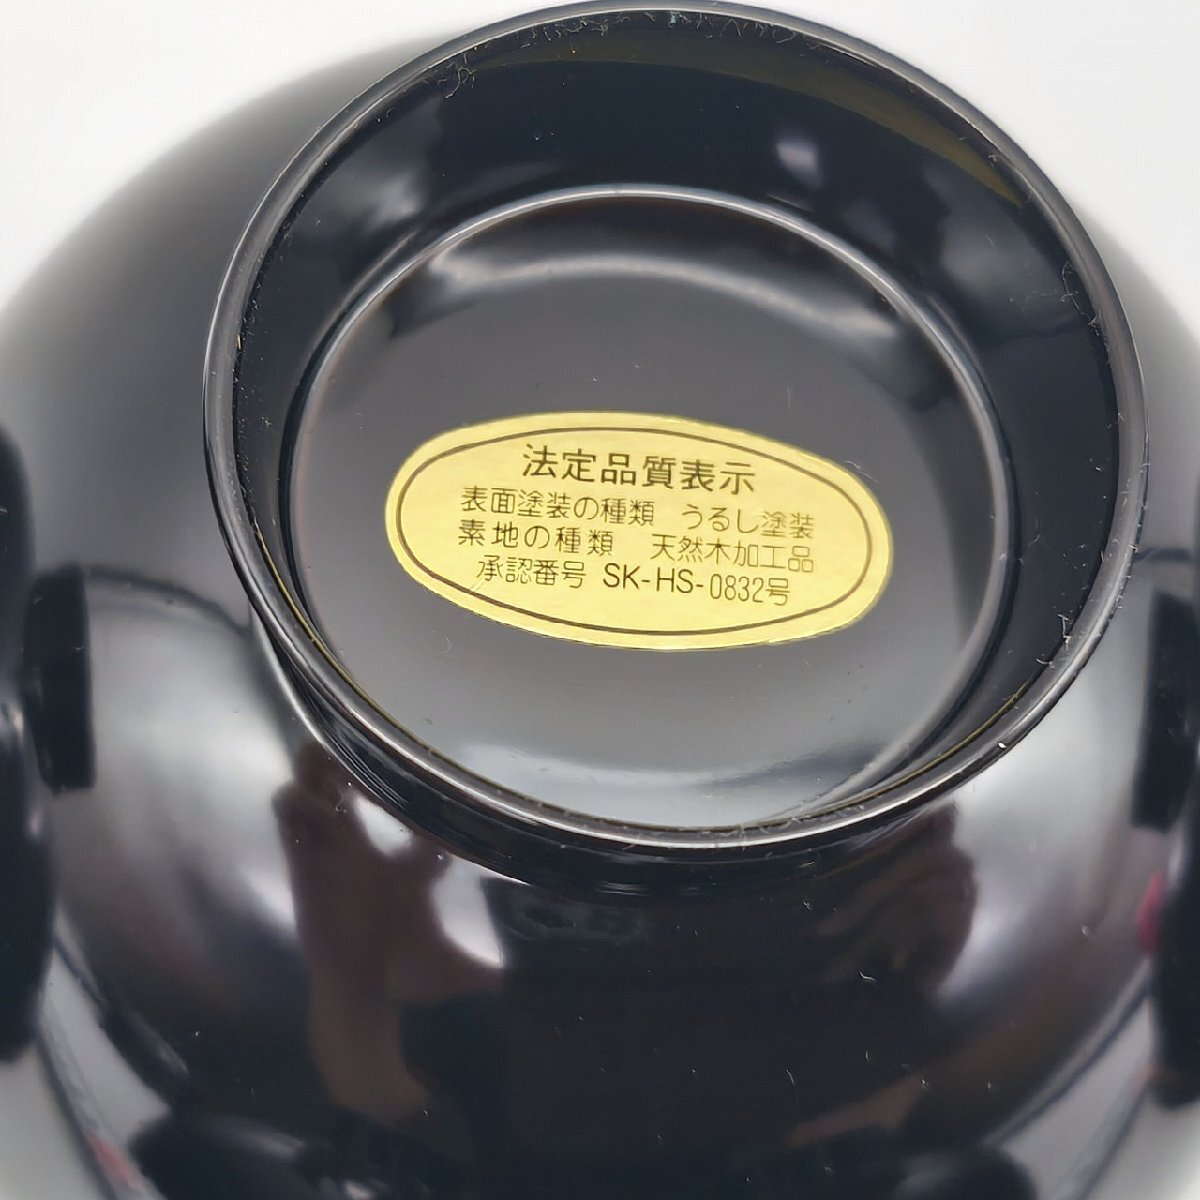 法定品質表示
表面塗装の種類　うるし塗装
素地の種類　天然木加工品
承認番号 SK-HS-0832号